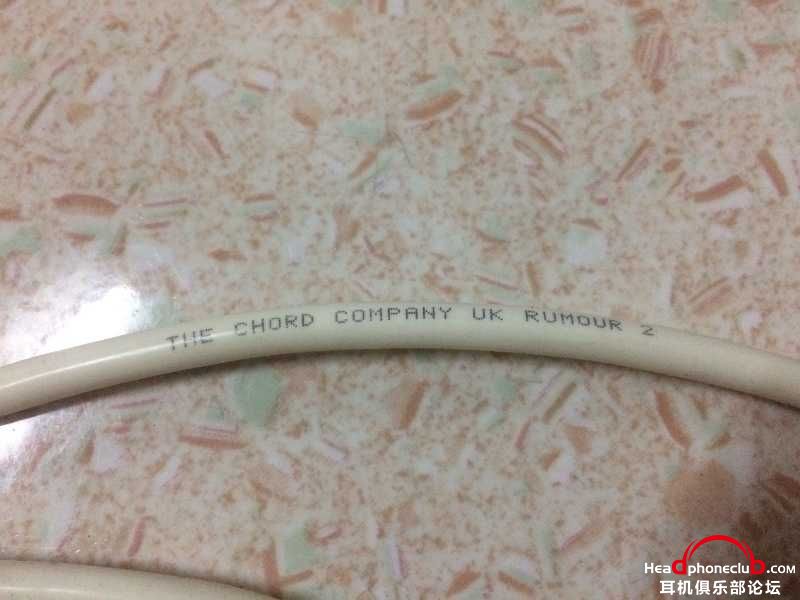 THE CHORD COMPANY UK RUMOUR 2
Headphoneclub.com
耳机俱乐部论坛